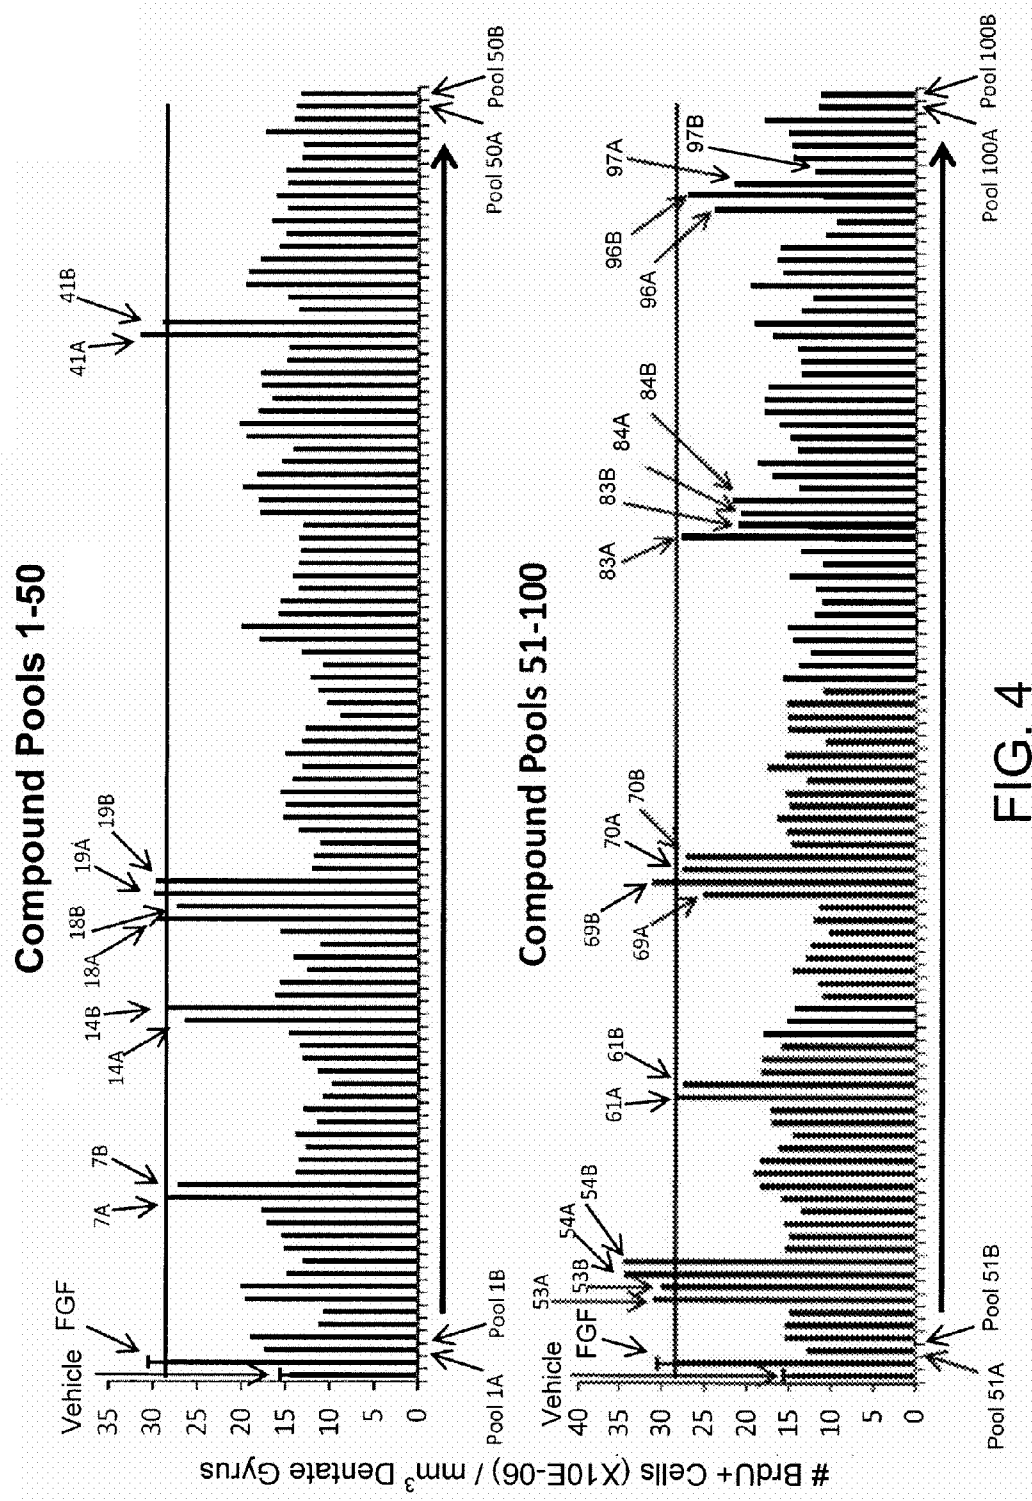 Compound Pools 1-50
FGF
Vehicle
7A
7B
14A
14B
18A
18B
19A
19B
41A
41B
35
30
25
20
15
10
5
0
Pool 1A
Pool 1B
Pool 50A
Pool 50B
Compound Pools 51-100
Vehicle
FGF
53A
53B
54A
54B
61A
61B
69A
69B
70A
70B
83A
83B
84A
84B
96A
96B
97A
97B
40
35
30
25
20
15
10
5
0
Pool 51A
Pool 51B
Pool 100A
Pool 100B
# BrdU+ Cells (X10E-06) / mm³ Dentate Gyrus
FIG. 4